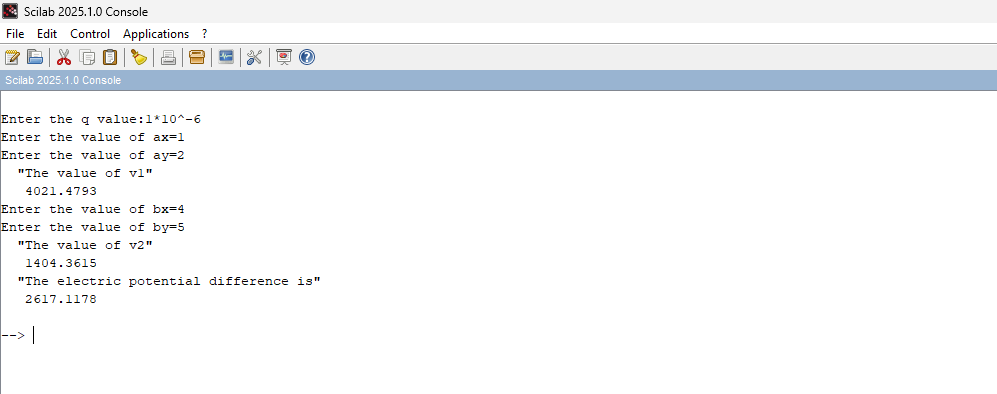 Scilab 2025.1.0 Console
File Edit Control Applications ?
Scilab 2025.1.0 Console
Enter the q value:1*10^-6
Enter the value of ax=1
Enter the value of ay=2
"The value of v1"
4021.4793
Enter the value of bx=4
Enter the value of by=5
"The value of v2"
1404.3615
"The electric potential difference is"
2617.1178
-->